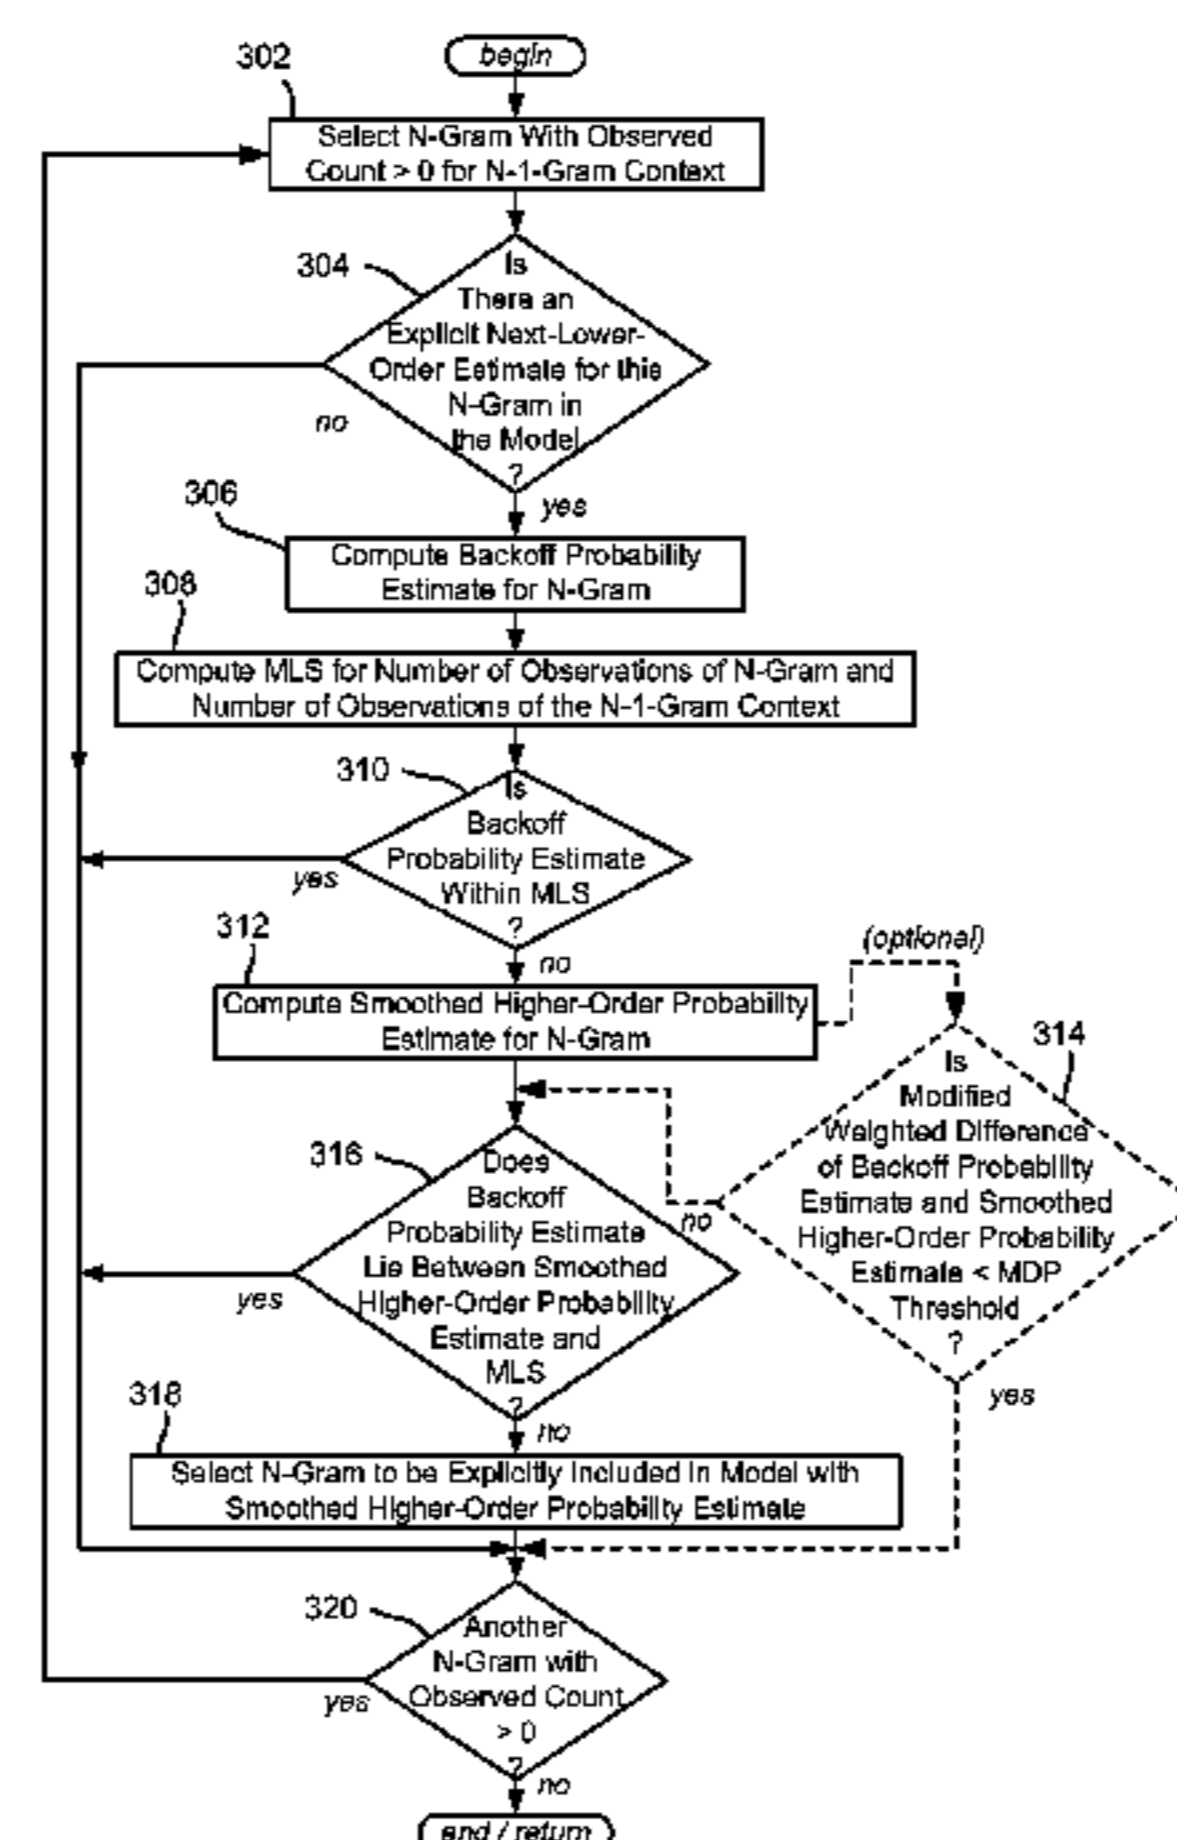 302
begin
Select N-Gram With Observed
Count > 0 for N-1-Gram Context
304
Is
There an
Explicit Next-Lower-
Order Estimate for this
N-Gram in
the Model
?
no
yes
306
Compute Backoff Probability
Estimate for N-Gram
308
Compute MLS for Number of Observations of N-Gram and
Number of Observations of the N-1-Gram Context
310
Is
Backoff
Probability Estimate
Within MLS
?
yes
no
312
Compute Smoothed Higher-Order Probability
Estimate for N-Gram
(optional)
314
Is
Modified
Weighted Difference
of Backoff Probability
Estimate and Smoothed
Higher-Order Probability
Estimate < MDP
Threshold
?
no
yes
316
Does
Backoff
Probability Estimate
Lie Between Smoothed
Higher-Order Probability
Estimate and
MLS
?
yes
no
318
Select N-Gram to be Explicitly Included in Model with
Smoothed Higher-Order Probability Estimate
320
Another
N-Gram with
Observed Count
> 0
?
yes
no
end / return